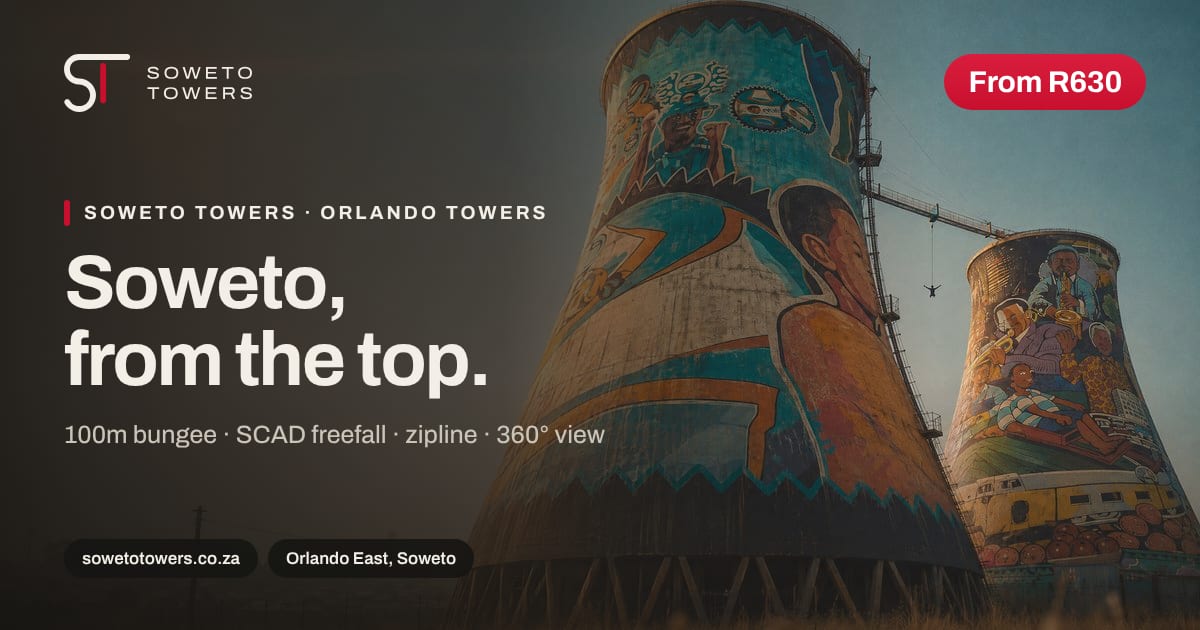 SOWETO
TOWERS
From R630
SOWETO TOWERS · ORLANDO TOWERS
Soweto,
from the top.
100m bungee · SCAD freefall · zipline · 360° view
sowetotowers.co.za
Orlando East, Soweto